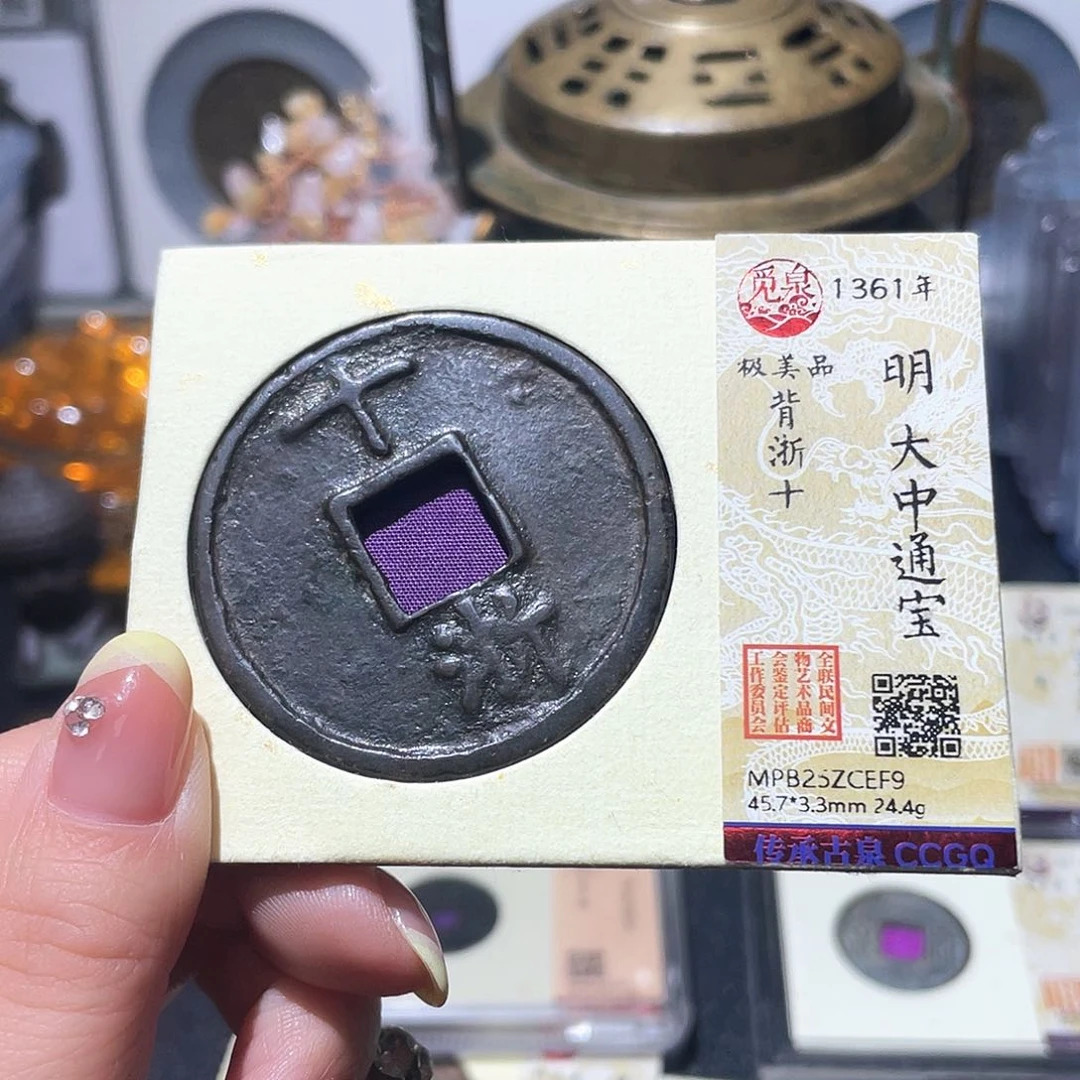 十
浙
觅泉
1361年
明 大中通宝
极美品
背浙十
全联民间文
物艺术品商
会鉴定评估
工作委员会
MPB25ZCEF9
45.7*3.3mm 24.4g
传承古泉 CCGQ